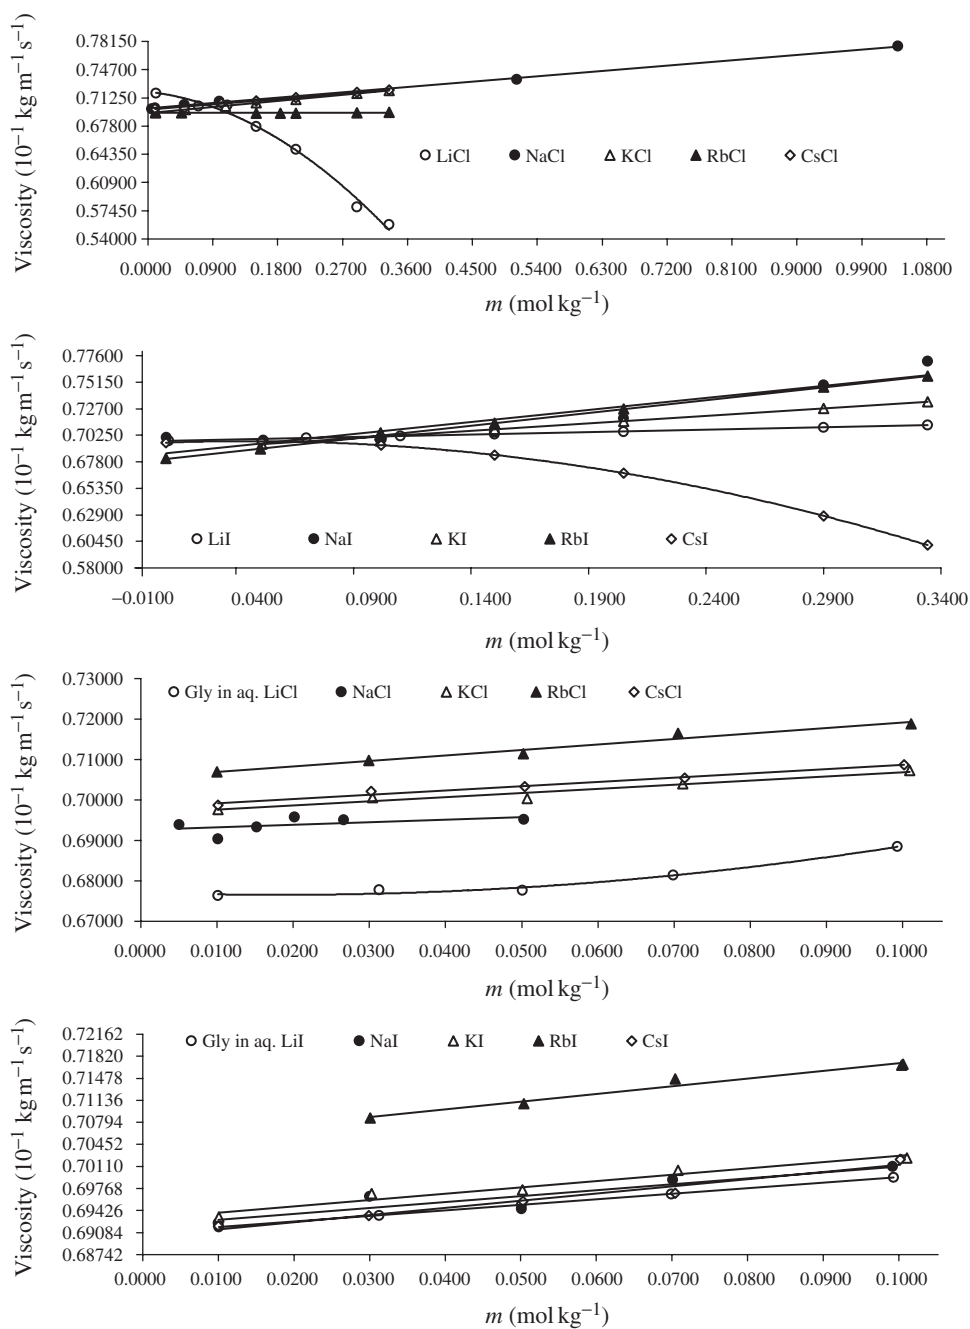 Viscosity (10⁻¹ kg m⁻¹ s⁻¹)
0.78150
0.74700
0.71250
0.67800
0.64350
0.60900
0.57450
0.54000
LiCl NaCl KCl RbCl CsCl
0.0000 0.0900 0.1800 0.2700 0.3600 0.4500 0.5400 0.6300 0.7200 0.8100 0.9000 0.9900 1.0800
m (mol kg⁻¹)
Viscosity (10⁻¹ kg m⁻¹ s⁻¹)
0.77600
0.75150
0.72700
0.70250
0.67800
0.65350
0.62900
0.60450
0.58000
LiI NaI KI RbI CsI
−0.0100 0.0400 0.0900 0.1400 0.1900 0.2400 0.2900 0.3400
m (mol kg⁻¹)
Viscosity (10⁻¹ kg m⁻¹ s⁻¹)
0.73000
0.72000
0.71000
0.70000
0.69000
0.68000
0.67000
Gly in aq. LiCl NaCl KCl RbCl CsCl
0.0000 0.0100 0.0200 0.0300 0.0400 0.0500 0.0600 0.0700 0.0800 0.0900 0.1000
m (mol kg⁻¹)
Viscosity (10⁻¹ kg m⁻¹ s⁻¹)
0.72162
0.71820
0.71478
0.71136
0.70794
0.70452
0.70110
0.69768
0.69426
0.69084
0.68742
Gly in aq. LiI NaI KI RbI CsI
0.0000 0.0100 0.0200 0.0300 0.0400 0.0500 0.0600 0.0700 0.0800 0.0900 0.1000
m (mol kg⁻¹)